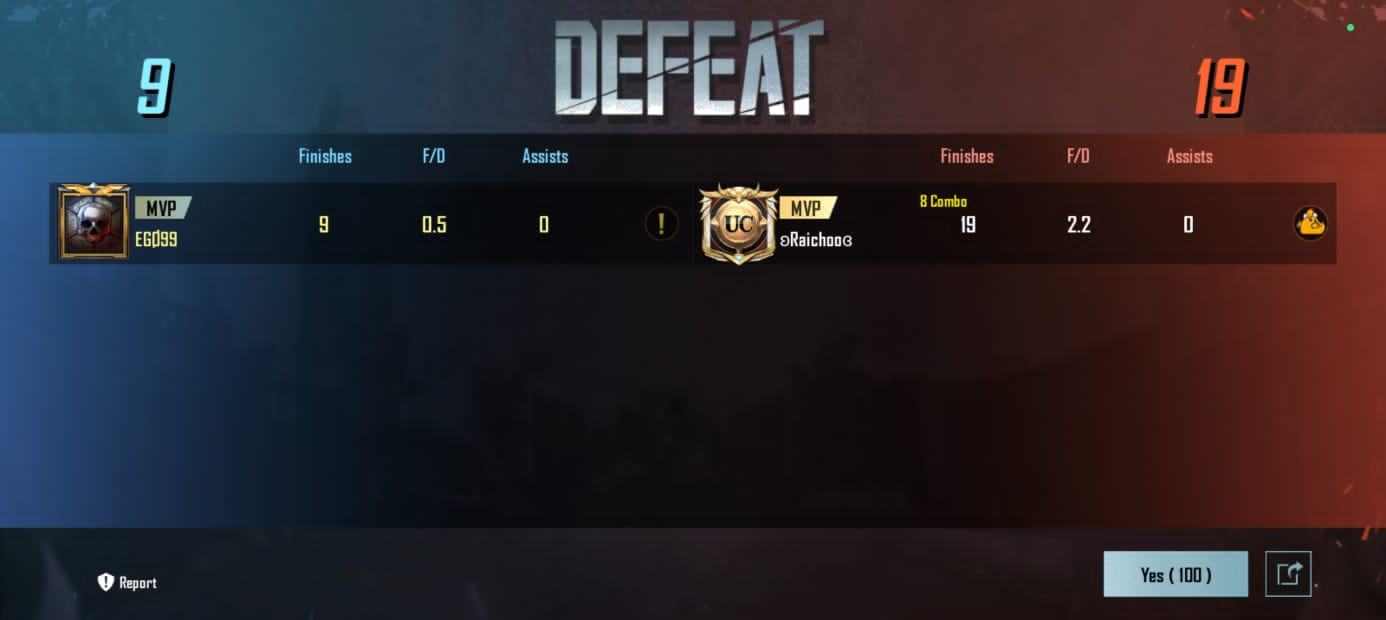 DEFEAT
9
19
Finishes F/D Assists
Finishes F/D Assists
MVP
EGØ99
9 0.5 0
!
UC
MVP
ʚRaichooɞ
8 Combo
19 2.2 0
Report
Yes ( 100 )